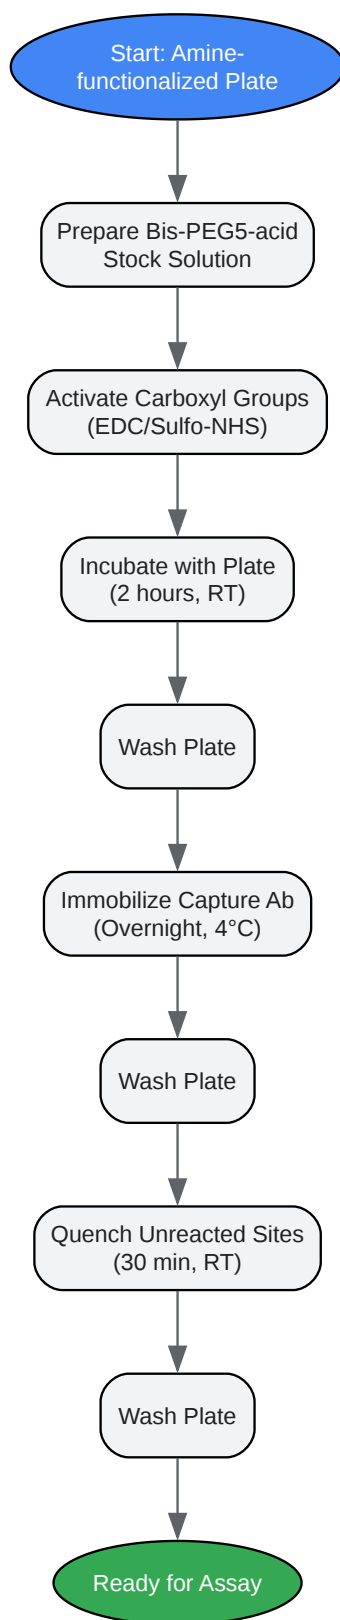 Start: Amine-
functionalized Plate
Prepare Bis-PEG5-acid
Stock Solution
Activate Carboxyl Groups
(EDC/Sulfo-NHS)
Incubate with Plate
(2 hours, RT)
Wash Plate
Immobilize Capture Ab
(Overnight, 4°C)
Wash Plate
Quench Unreacted Sites
(30 min, RT)
Wash Plate
Ready for Assay